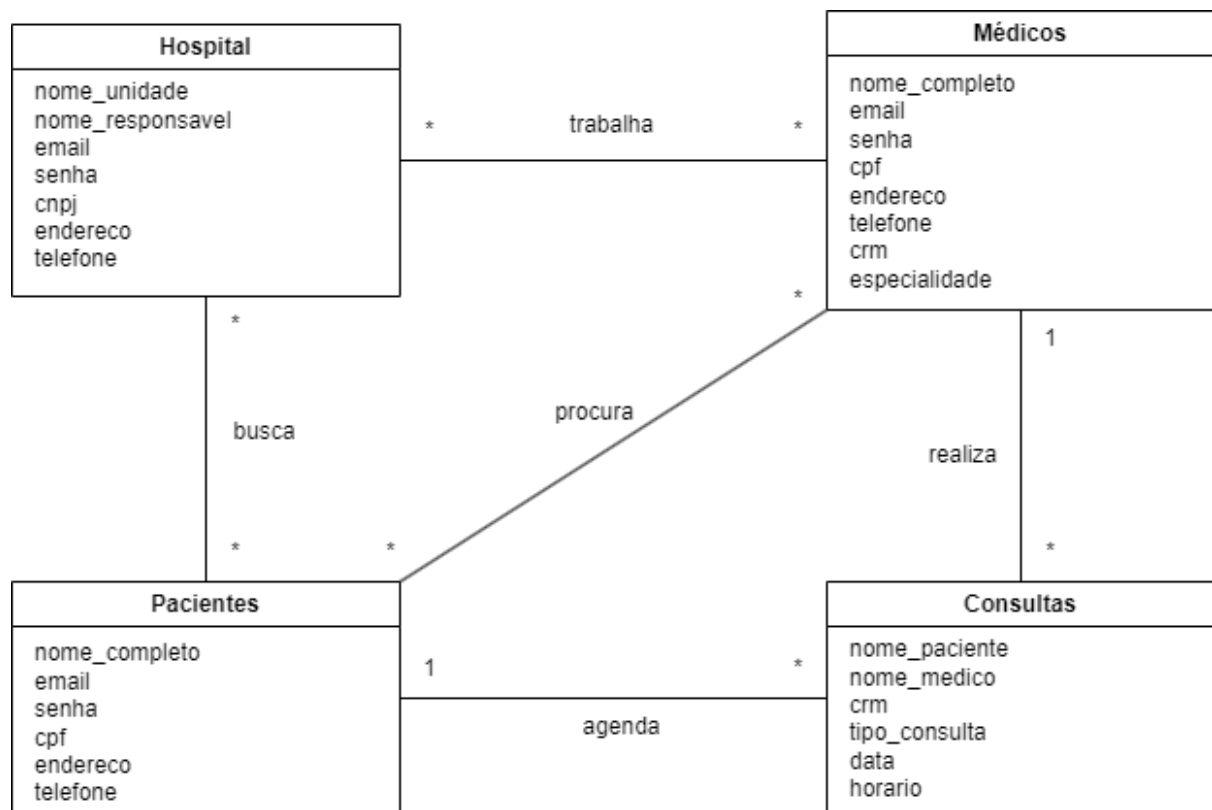 Hospital
nome_unidade
nome_responsavel
email
senha
cnpj
endereco
telefone
* trabalha *
Médicos
nome_completo
email
senha
cpf
endereco
telefone
crm
especialidade
*
busca
*
*
procura
*
1
realiza
*
Pacientes
nome_completo
email
senha
cpf
endereco
telefone
1 *
agenda
Consultas
nome_paciente
nome_medico
crm
tipo_consulta
data
horario